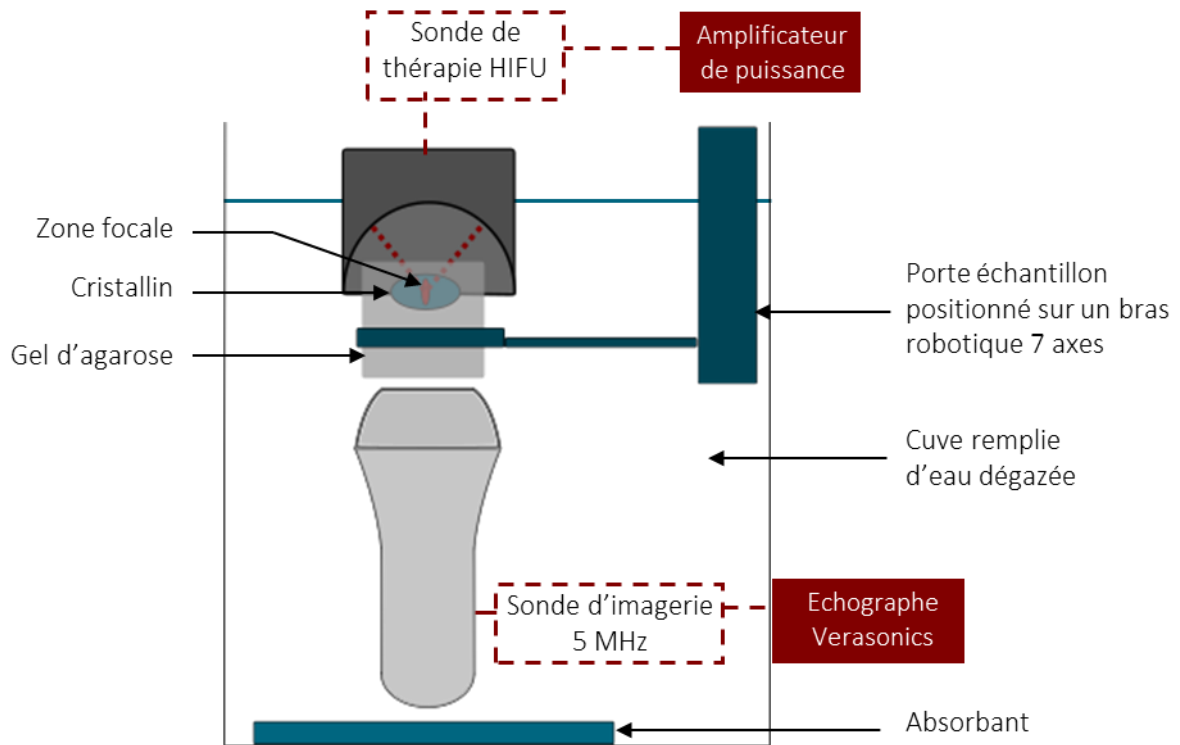 Sonde de
thérapie HIFU
Amplificateur
de puissance
Zone focale
Cristallin
Gel d’agarose
Porte échantillon
positionné sur un bras
robotique 7 axes
Cuve remplie
d’eau dégazée
Sonde d’imagerie
5 MHz
Echographe
Verasonics
Absorbant